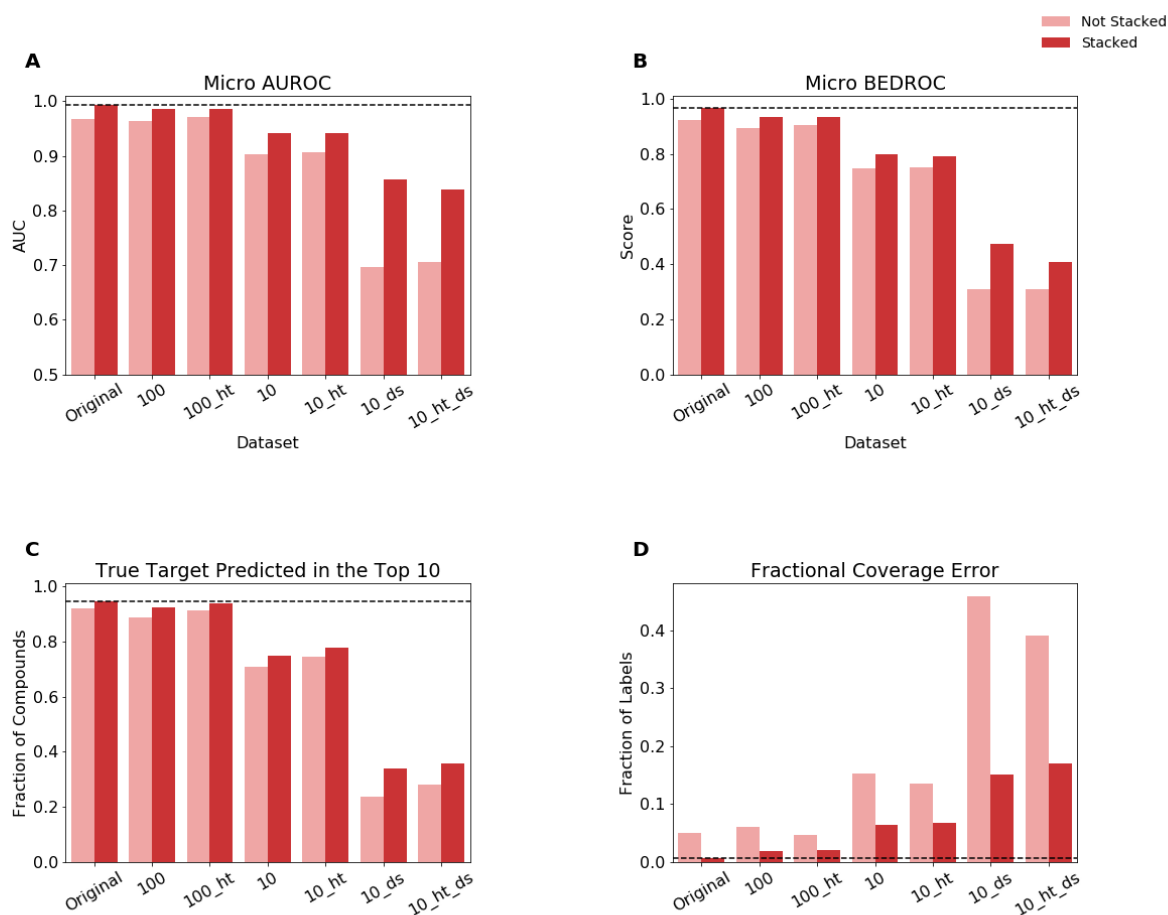 Not Stacked
Stacked
A
Micro AUROC
AUC
1.0
0.9
0.8
0.7
0.6
0.5
Original
100
100_ht
10
10_ht
10_ds
10_ht_ds
Dataset
B
Micro BEDROC
Score
1.0
0.8
0.6
0.4
0.2
0.0
Original
100
100_ht
10
10_ht
10_ds
10_ht_ds
Dataset
C
True Target Predicted in the Top 10
Fraction of Compounds
1.0
0.8
0.6
0.4
0.2
0.0
Original
100
100_ht
10
10_ht
10_ds
10_ht_ds
D
Fractional Coverage Error
Fraction of Labels
0.4
0.3
0.2
0.1
0.0
Original
100
100_ht
10
10_ht
10_ds
10_ht_ds